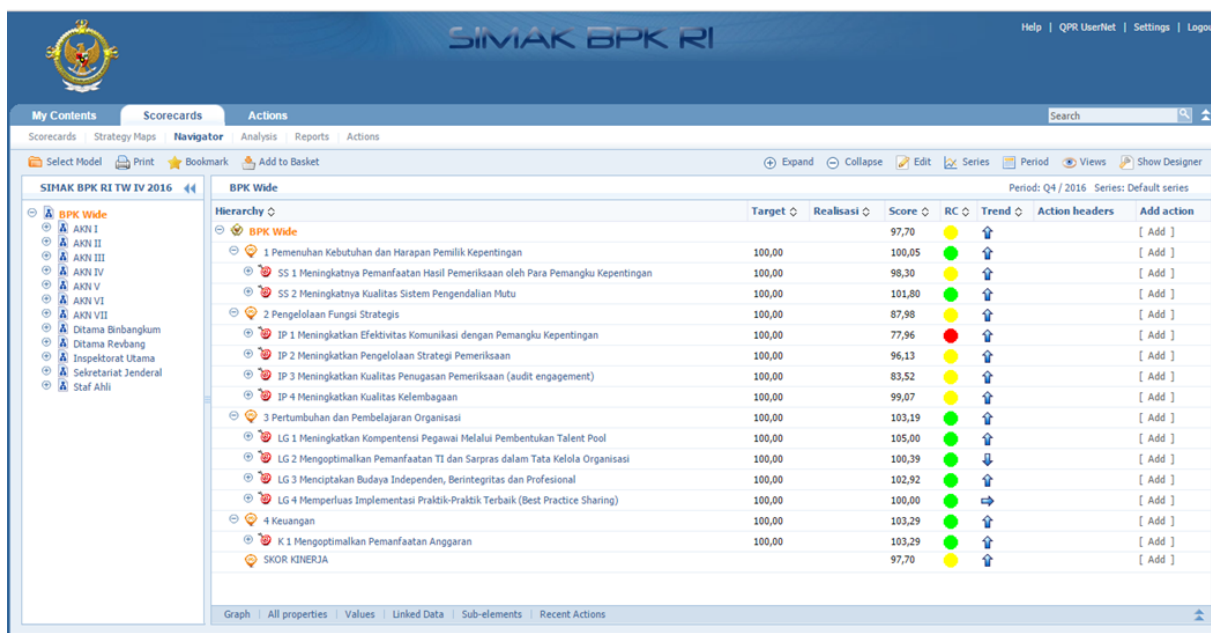 SIMAK BPK RI
Help | QPR UserNet | Settings | Logou
My Contents Scorecards Actions Search
Scorecards | Strategy Maps | Navigator | Analysis | Reports | Actions
Select Model Print Bookmark Add to Basket Expand Collapse Edit Series Period Views Show Designer
SIMAK BPK RI TW IV 2016
BPK Wide
AKN I
AKN II
AKN III
AKN IV
AKN V
AKN VI
AKN VII
Ditama Binbangkum
Ditama Revbang
Inspektorat Utama
Sekretariat Jenderal
Staf Ahli
BPK Wide Period: Q4 / 2016 Series: Default series
Hierarchy Target Realisasi Score RC Trend Action headers Add action
BPK Wide 97,70 [ Add ]
1 Pemenuhan Kebutuhan dan Harapan Pemilik Kepentingan 100,00 100,05 [ Add ]
SS 1 Meningkatnya Pemanfaatan Hasil Pemeriksaan oleh Para Pemangku Kepentingan 100,00 98,30 [ Add ]
SS 2 Meningkatnya Kualitas Sistem Pengendalian Mutu 100,00 101,80 [ Add ]
2 Pengelolaan Fungsi Strategis 100,00 87,98 [ Add ]
IP 1 Meningkatkan Efektivitas Komunikasi dengan Pemangku Kepentingan 100,00 77,96 [ Add ]
IP 2 Meningkatkan Pengelolaan Strategi Pemeriksaan 100,00 96,13 [ Add ]
IP 3 Meningkatkan Kualitas Penugasan Pemeriksaan (audit engagement) 100,00 83,52 [ Add ]
IP 4 Meningkatkan Kualitas Kelembagaan 100,00 99,07 [ Add ]
3 Pertumbuhan dan Pembelajaran Organisasi 100,00 103,19 [ Add ]
LG 1 Meningkatkan Kompentensi Pegawai Melalui Pembentukan Talent Pool 100,00 105,00 [ Add ]
LG 2 Mengoptimalkan Pemanfaatan TI dan Sarpras dalam Tata Kelola Organisasi 100,00 100,39 [ Add ]
LG 3 Menciptakan Budaya Independen, Berintegritas dan Profesional 100,00 102,92 [ Add ]
LG 4 Memperluas Implementasi Praktik-Praktik Terbaik (Best Practice Sharing) 100,00 100,00 [ Add ]
4 Keuangan 100,00 103,29 [ Add ]
K 1 Mengoptimalkan Pemanfaatan Anggaran 100,00 103,29 [ Add ]
SKOR KINERJA 97,70 [ Add ]
Graph | All properties | Values | Linked Data | Sub-elements | Recent Actions